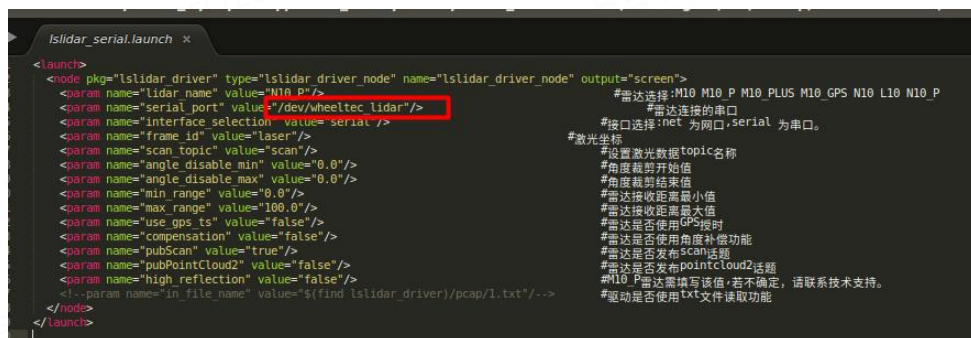 lslidar_serial.launch ×
<launch>
<node pkg="lslidar_driver" type="lslidar_driver_node" name="lslidar_driver_node" output="screen">
<param name="lidar_name" value="N10_P"/> #雷达选择:M10 M10_P M10_PLUS M10_GPS N10 L10 N10_P
<param name="serial_port" value="/dev/wheeltec_lidar"/> #雷达连接的串口
<param name="interface_selection" value="serial"/> #接口选择:net 为网口,serial 为串口。
<param name="frame_id" value="laser"/> #激光坐标
<param name="scan_topic" value="scan"/> #设置激光数据topic名称
<param name="angle_disable_min" value="0.0"/> #角度裁剪开始值
<param name="angle_disable_max" value="0.0"/> #角度裁剪结束值
<param name="min_range" value="0.0"/> #雷达接收距离最小值
<param name="max_range" value="100.0"/> #雷达接收距离最大值
<param name="use_gps_ts" value="false"/> #雷达是否使用GPS授时
<param name="compensation" value="false"/> #雷达是否使用角度补偿功能
<param name="pubScan" value="true"/> #雷达是否发布scan话题
<param name="pubPointCloud2" value="false"/> #雷达是否发布pointcloud2话题
<param name="high_reflection" value="false"/> #M10_P雷达需填写该值,若不确定，请联系技术支持。
<!--param name="in_file_name" value="$(find lslidar_driver)/pcap/1.txt"/--> #驱动是否使用txt文件读取功能
</node>
</launch>